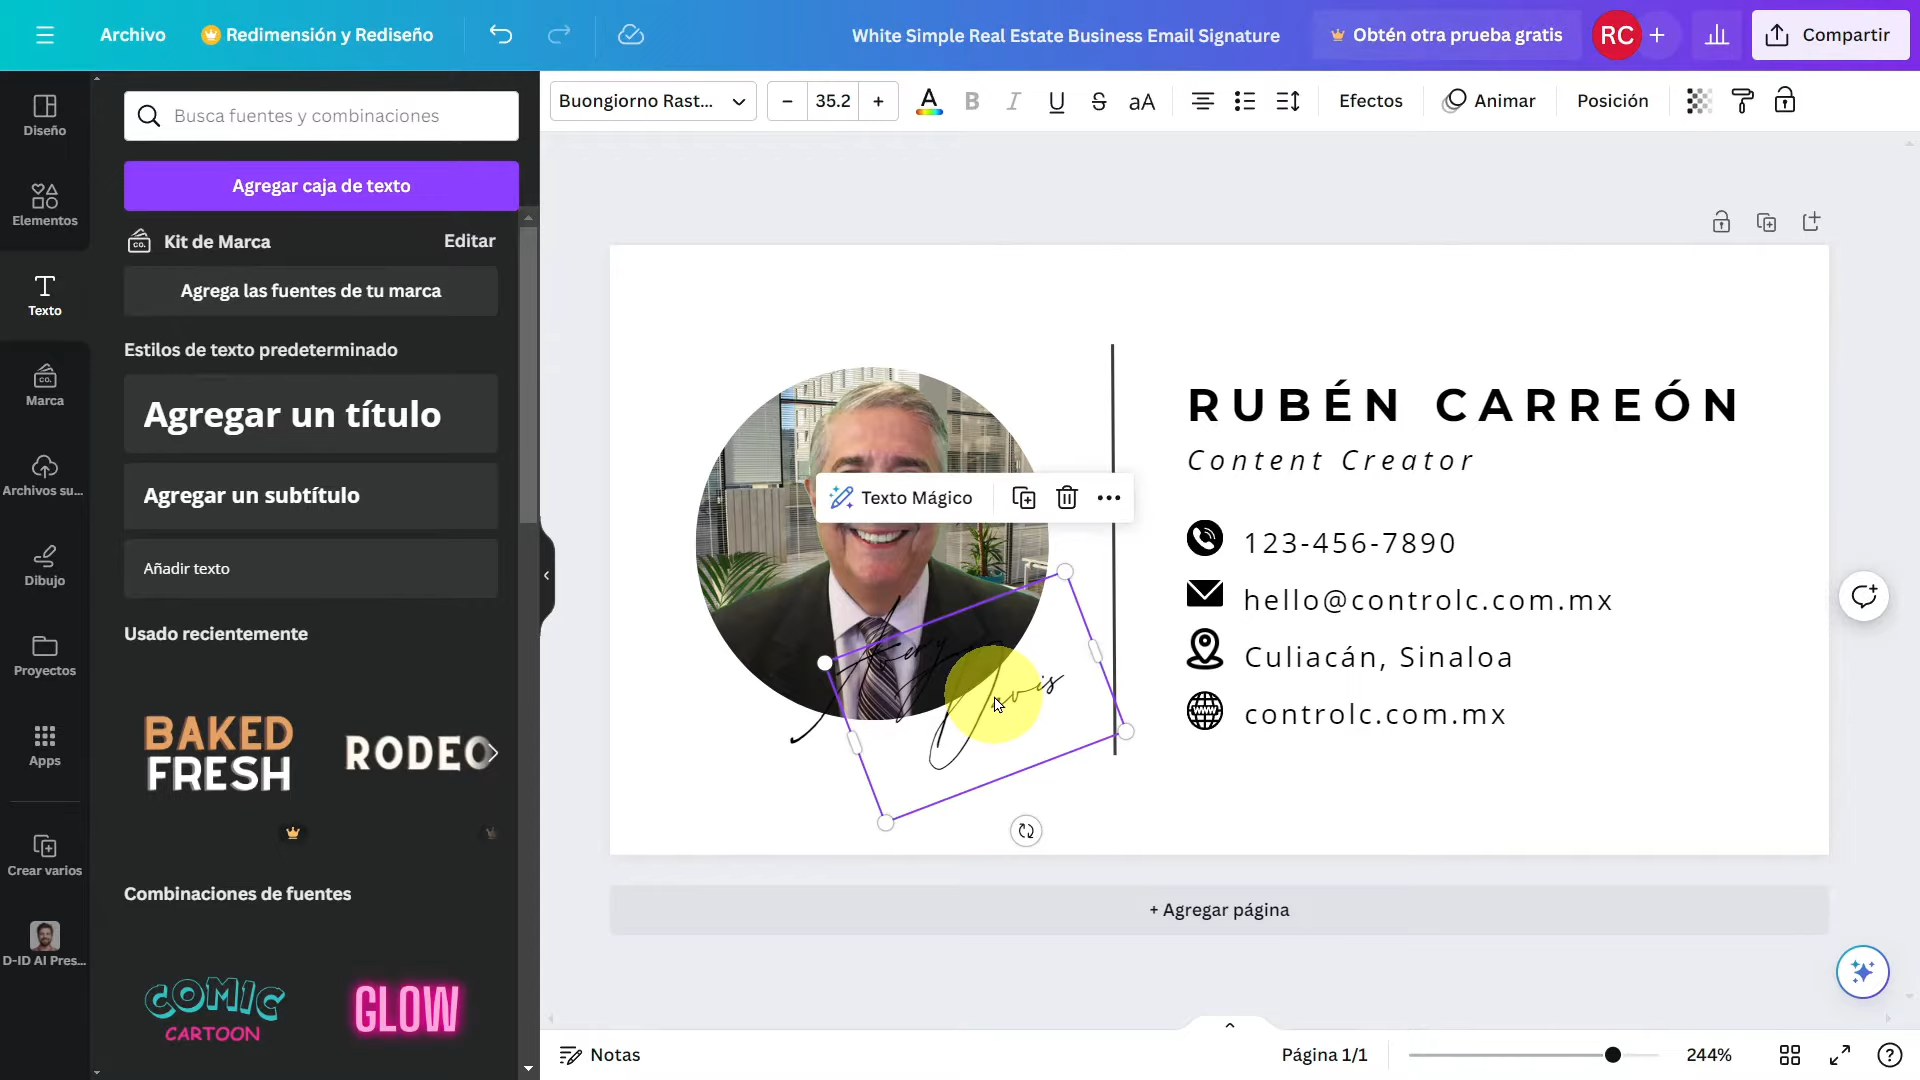 Archivo
Redimensión y Rediseño
White Simple Real Estate Business Email Signature
Obtén otra prueba gratis
RC
+
Compartir
Buongiorno Rast...
− 35.2 +
A B I U S aA
Efectos
Animar
Posición
Diseño
Elementos
Texto
CO.
Marca
Archivos su...
Dibujo
Proyectos
Apps
Crear varios
D-ID AI Pres...
Busca fuentes y combinaciones
Agregar caja de texto
CO.
Kit de Marca
Editar
Agrega las fuentes de tu marca
Estilos de texto predeterminado
Agregar un título
Agregar un subtítulo
Añadir texto
Usado recientemente
BAKED
FRESH
RODEO
Combinaciones de fuentes
COMIC
CARTOON
GLOW
Texto Mágico
Avery
Davis
RUBÉN CARREÓN
Content Creator
123-456-7890
hello@controlc.com.mx
Culiacán, Sinaloa
controlc.com.mx
+ Agregar página
Notas
Página 1/1
244%